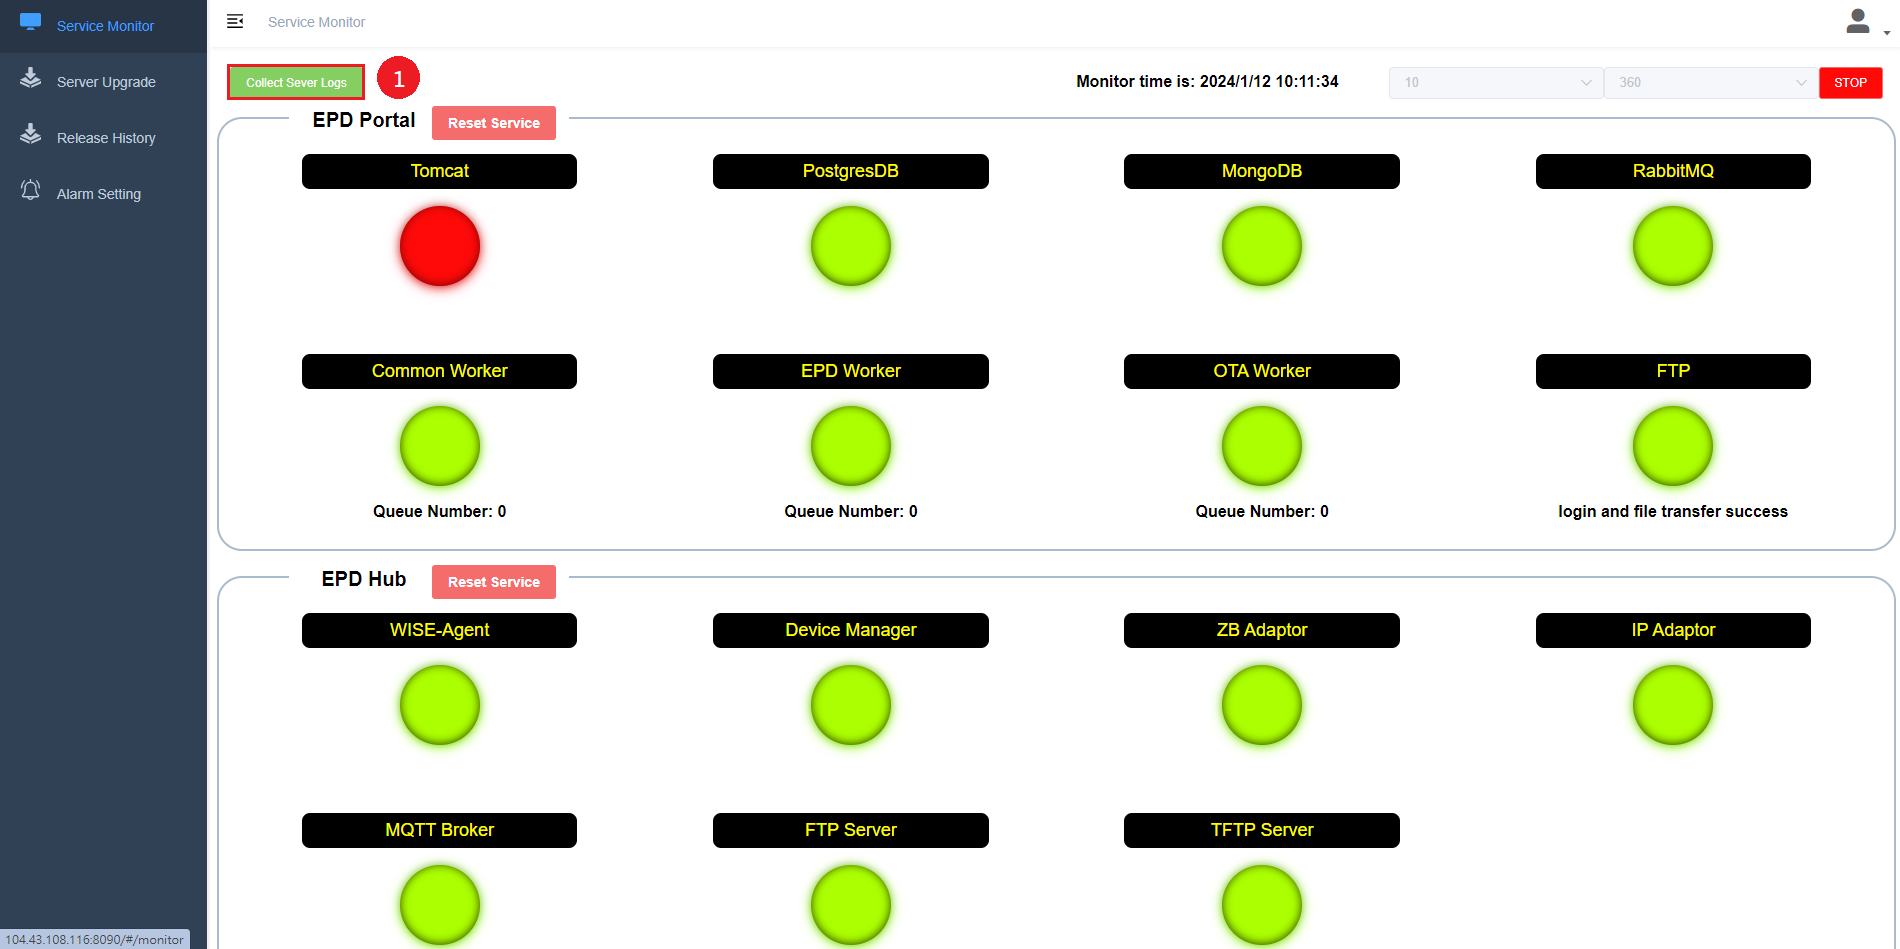 Service Monitor
Server Upgrade
Release History
Alarm Setting
Service Monitor
Collect Sever Logs
1
Monitor time is: 2024/1/12 10:11:34
10
360
STOP
EPD Portal
Reset Service
Tomcat
PostgresDB
MongoDB
RabbitMQ
Common Worker
EPD Worker
OTA Worker
FTP
Queue Number: 0
Queue Number: 0
Queue Number: 0
login and file transfer success
EPD Hub
Reset Service
WISE-Agent
Device Manager
ZB Adaptor
IP Adaptor
MQTT Broker
FTP Server
TFTP Server
104.43.108.116:8090/#/monitor